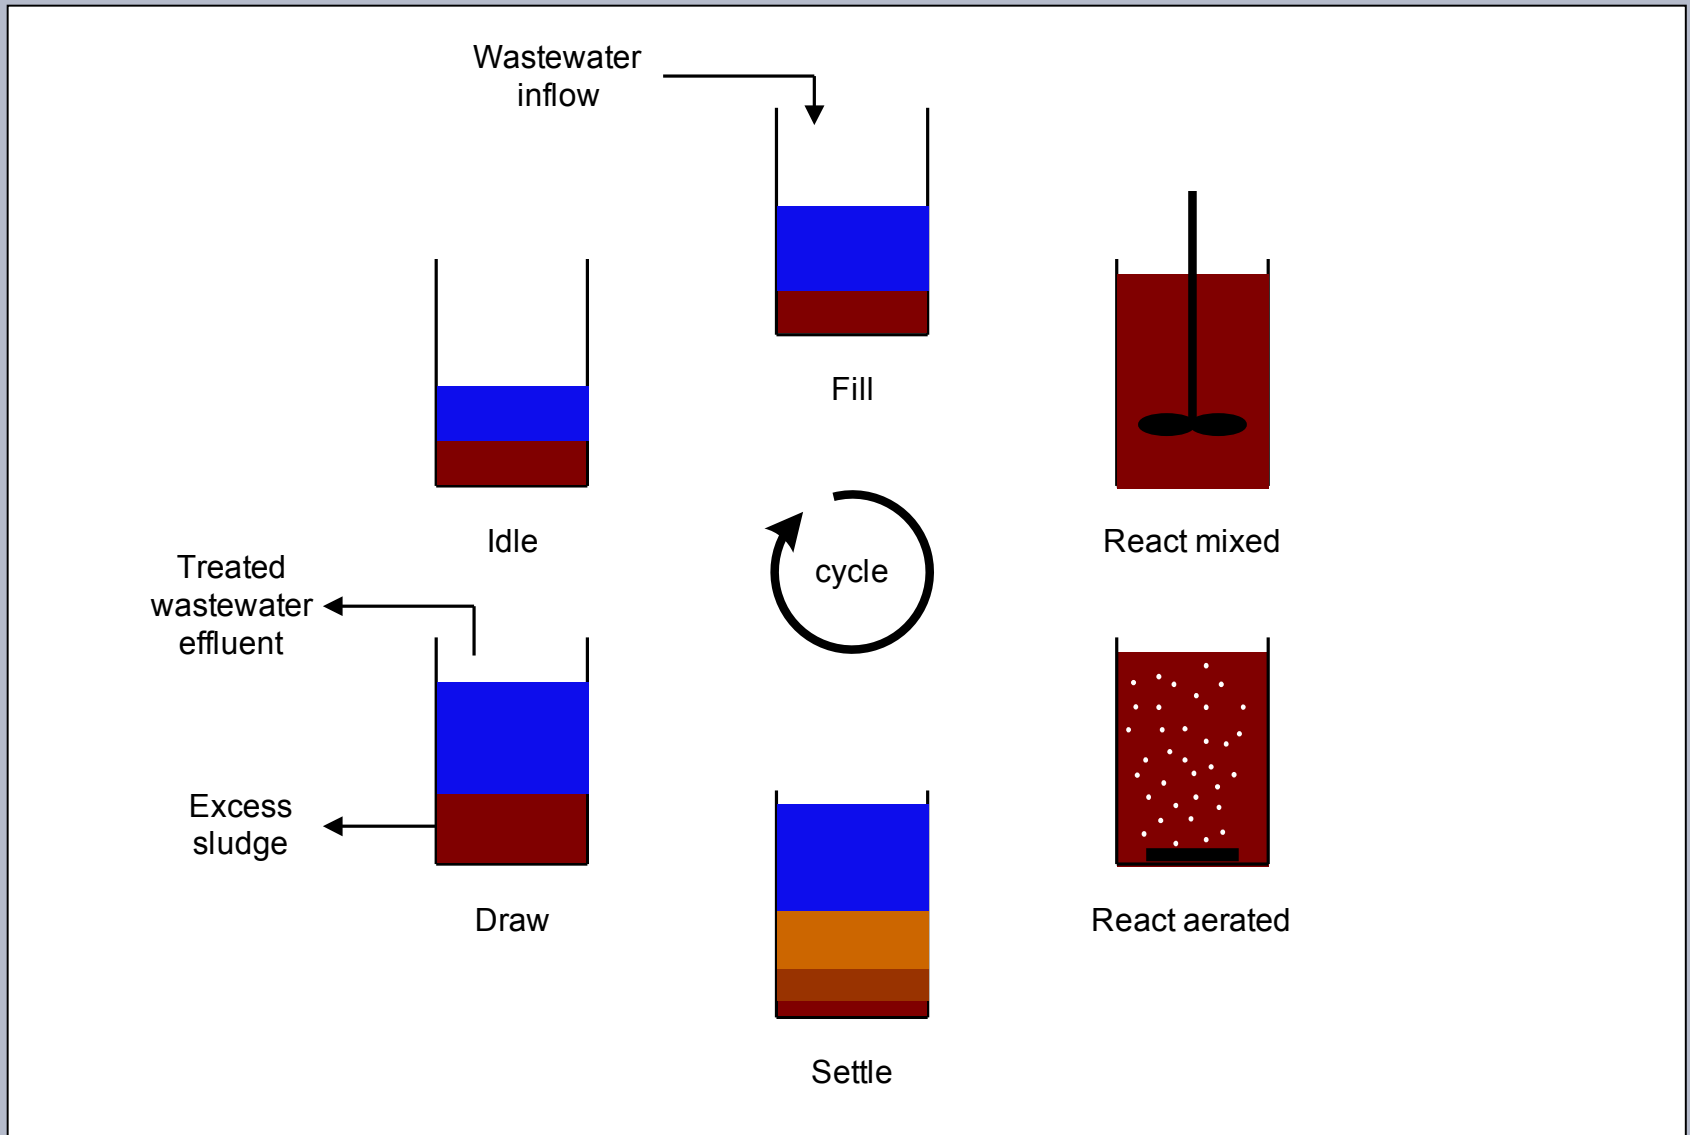 Wastewater
inflow
Fill
React mixed
Idle
cycle
Treated
wastewater
effluent
Excess
sludge
Draw
React aerated
Settle